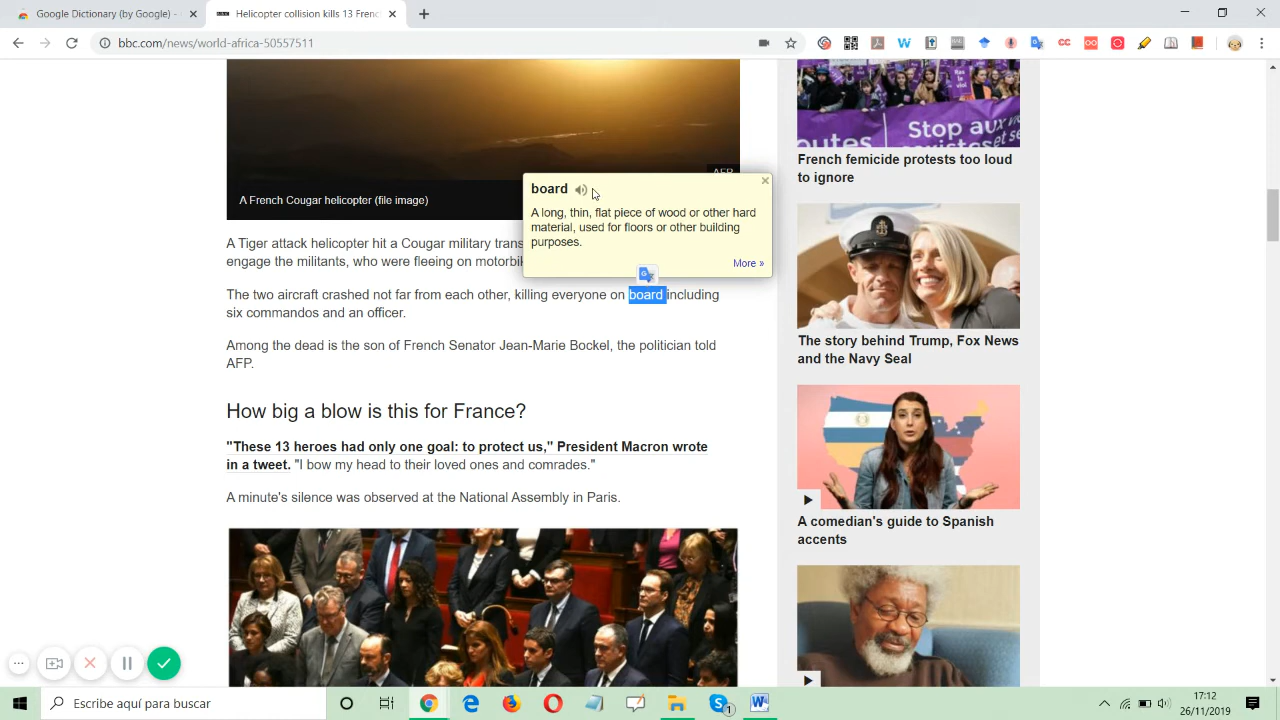 Google Dictionary (by Google) -
Helicopter collision kills 13 Fren
bbc.com/news/world-africa-50557511
A French Cougar helicopter (file image)
board
A long, thin, flat piece of wood or other hard
material, used for floors or other building
purposes.
More »
A Tiger attack helicopter hit a Cougar military trans
engage the militants, who were fleeing on motorbik
The two aircraft crashed not far from each other, killing everyone on board including
six commandos and an officer.
Among the dead is the son of French Senator Jean-Marie Bockel, the politician told
AFP.
How big a blow is this for France?
"These 13 heroes had only one goal: to protect us," President Macron wrote
in a tweet. "I bow my head to their loved ones and comrades."
A minute's silence was observed at the National Assembly in Paris.
Stop aux
French femicide protests too loud
to ignore
The story behind Trump, Fox News
and the Navy Seal
A comedian's guide to Spanish
accents
Escribe aquí para buscar
17:12
26/11/2019